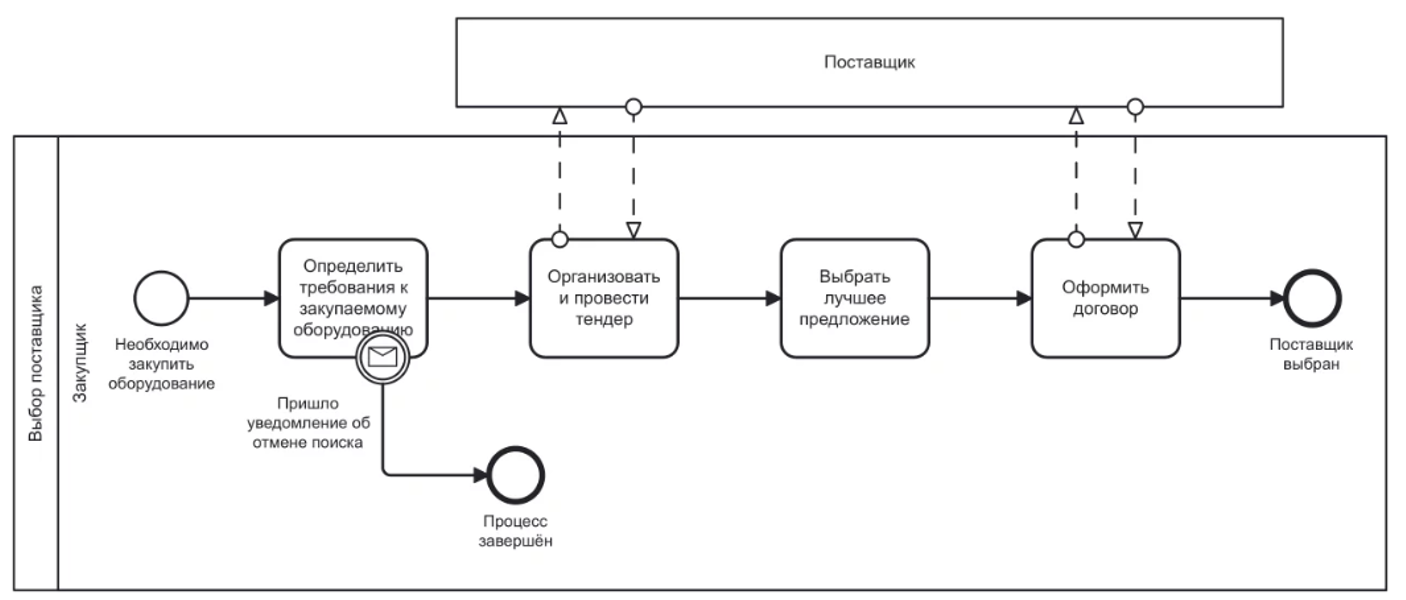 Поставщик
Выбор поставщика
Закупщик
Необходимо
закупить
оборудование
Определить
требования к
закупаемому
оборудованию
Пришло
уведомление об
отмене поиска
Процесс
завершён
Организовать
и провести
тендер
Выбрать
лучшее
предложение
Оформить
договор
Поставщик
выбран